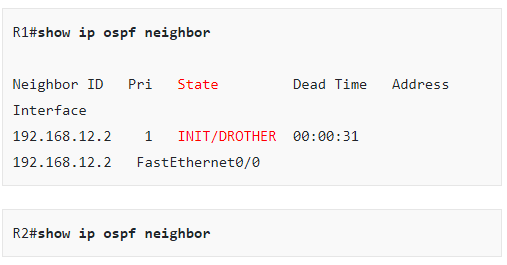 R1#show ip ospf neighbor
Neighbor ID   Pri   State         Dead Time   Address
Interface
192.168.12.2    1   INIT/DROTHER  00:00:31
192.168.12.2   FastEthernet0/0
R2#show ip ospf neighbor